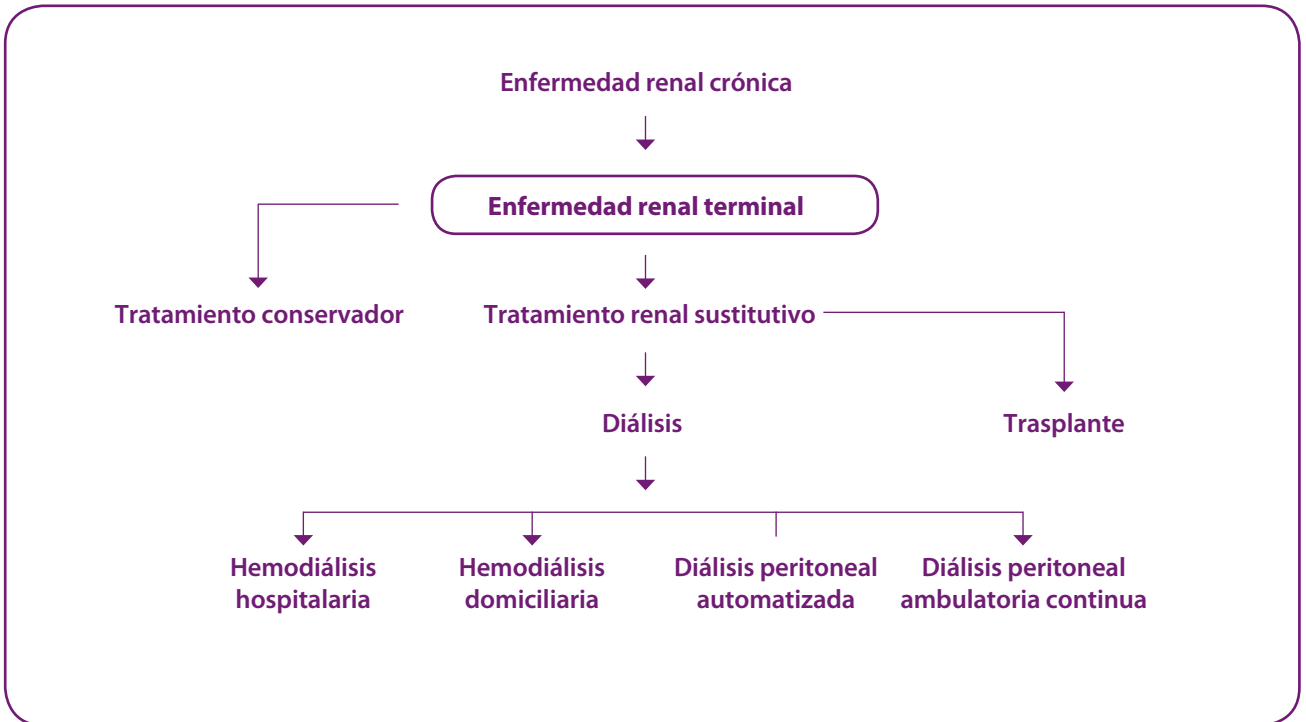 Enfermedad renal crónica
Enfermedad renal terminal
Tratamiento conservador
Tratamiento renal sustitutivo
Diálisis
Trasplante
Hemodiálisis
hospitalaria
Hemodiálisis
domiciliaria
Diálisis peritoneal
automatizada
Diálisis peritoneal
ambulatoria continua